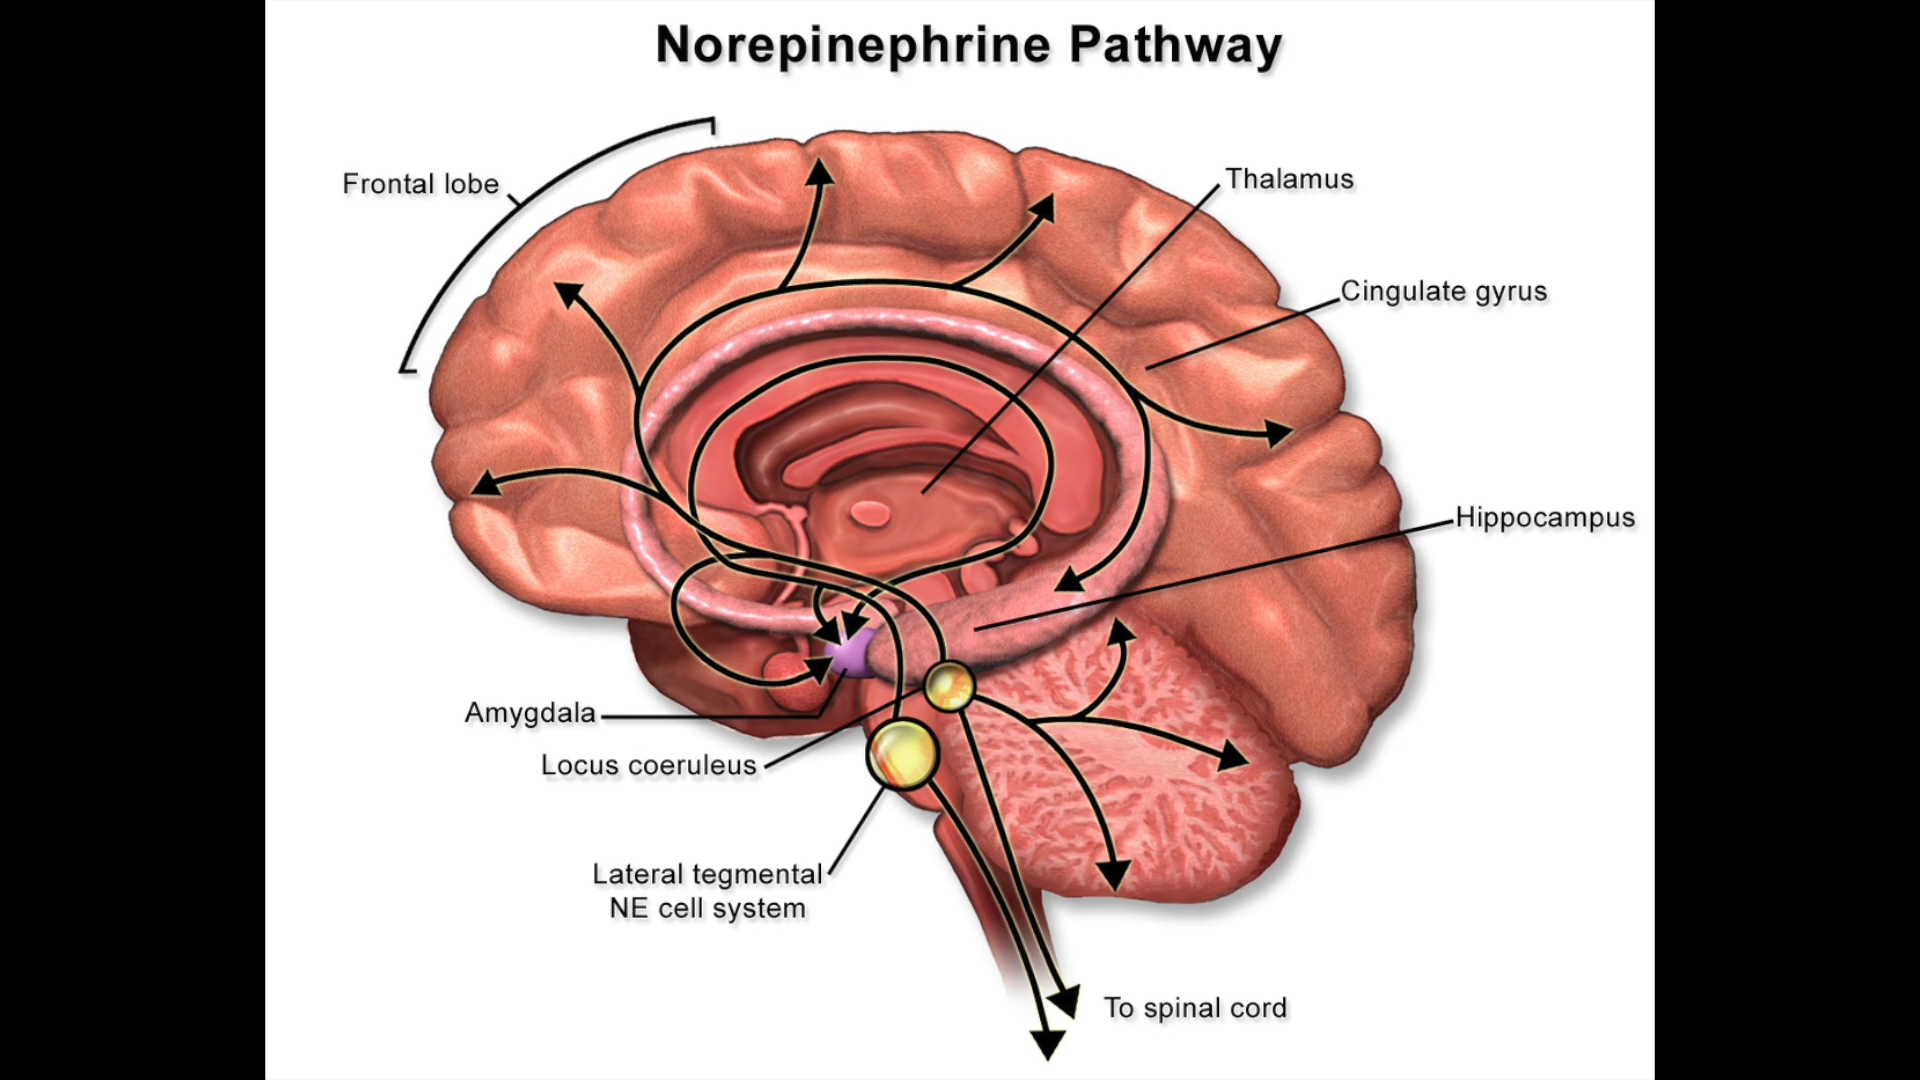 Norepinephrine Pathway
Frontal lobe
Thalamus
Cingulate gyrus
Hippocampus
Amygdala
Locus coeruleus
Lateral tegmental
NE cell system
To spinal cord